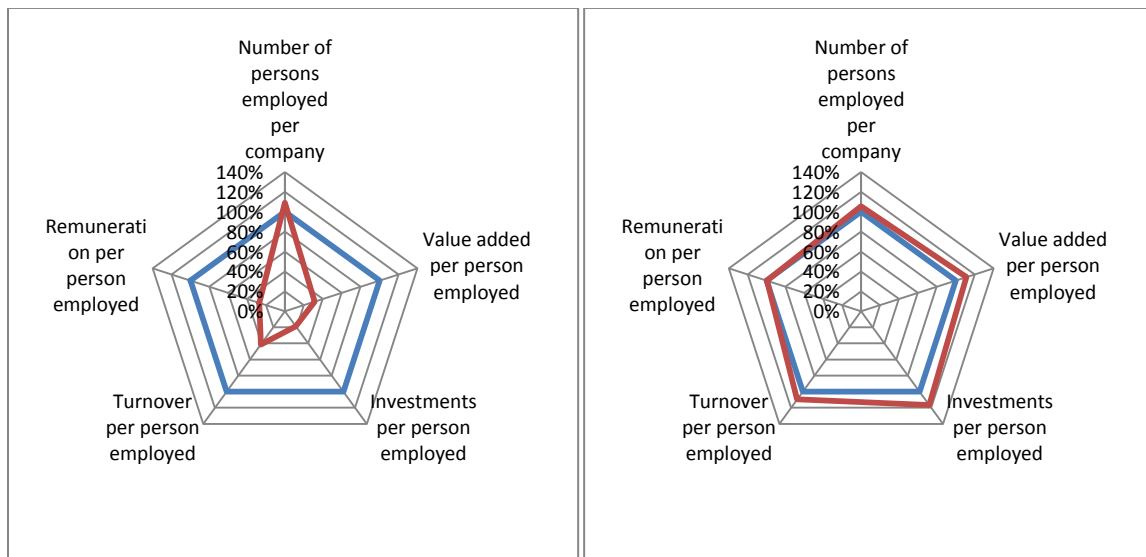 Number of
persons
employed
per
company
140%
120%
100%
80%
60%
40%
20%
0%
Value added
per person
employed
Investments
per person
employed
Turnover
per person
employed
Remunerati
on per
person
employed
Number of
persons
employed
per
company
140%
120%
100%
80%
60%
40%
20%
0%
Value added
per person
employed
Investments
per person
employed
Turnover
per person
employed
Remunerati
on per
person
employed